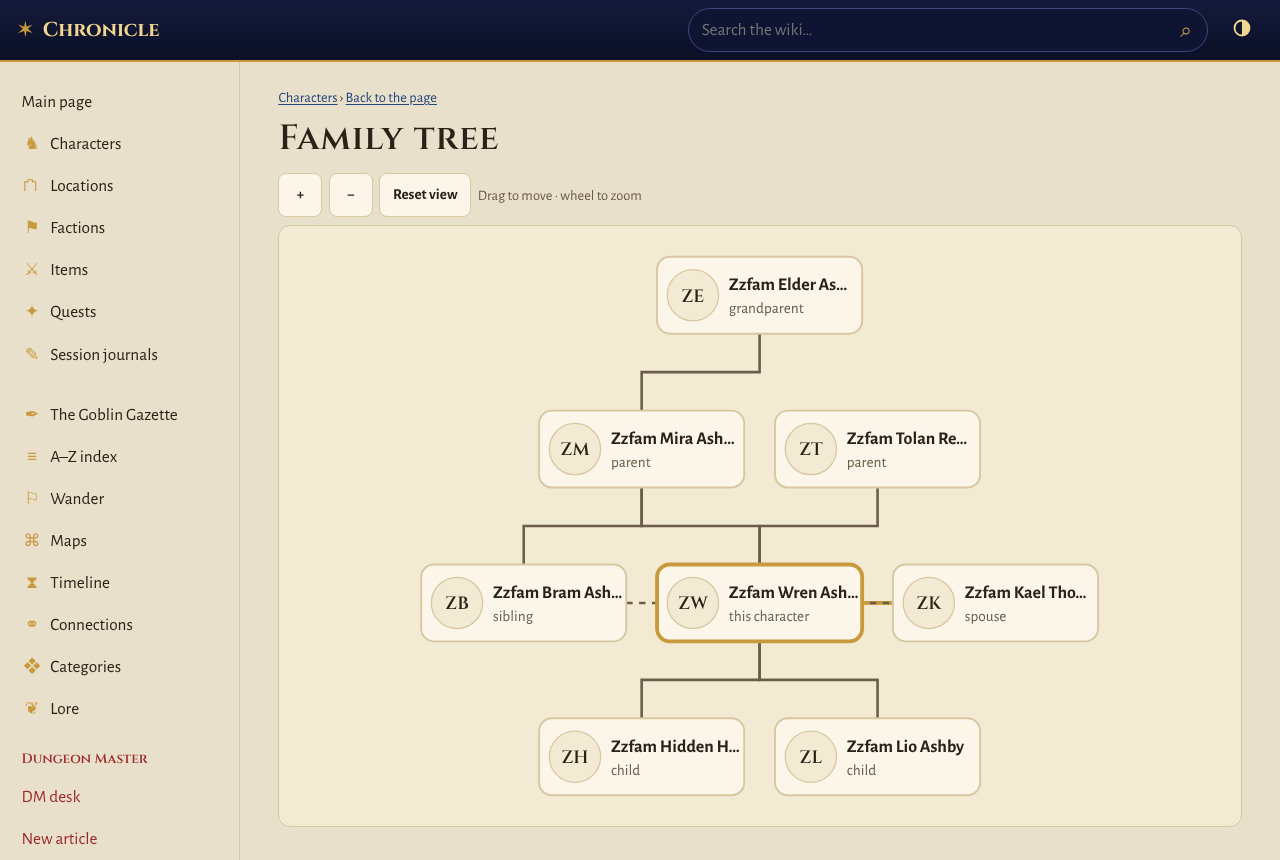 ✶ Chronicle
Search the wiki...
Main page
Characters
Locations
Factions
Items
Quests
Session journals
The Goblin Gazette
A–Z index
Wander
Maps
Timeline
Connections
Categories
Lore
Dungeon Master
DM desk
New article
Characters › Back to the page
Family tree
+ − Reset view Drag to move · wheel to zoom
ZE Zzfam Elder As...
grandparent
ZM Zzfam Mira Ash...
parent
ZT Zzfam Tolan Re...
parent
ZB Zzfam Bram Ash...
sibling
ZW Zzfam Wren Ash...
this character
ZK Zzfam Kael Tho...
spouse
ZH Zzfam Hidden H...
child
ZL Zzfam Lio Ashby
child